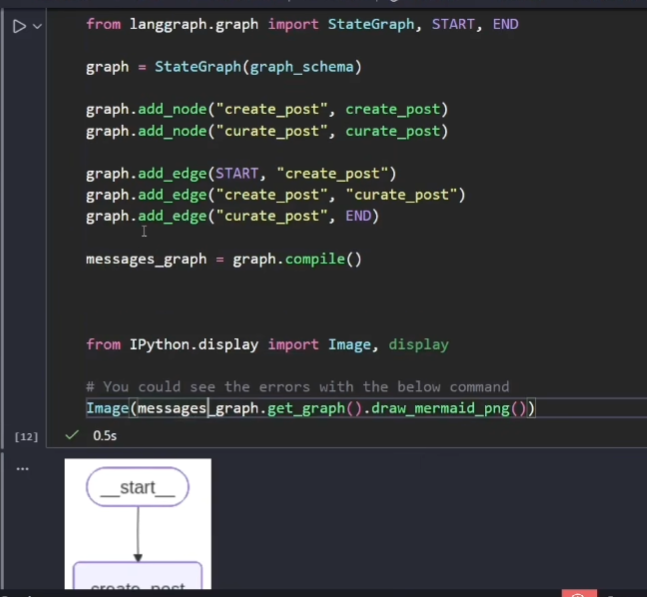 from langgraph.graph import StateGraph, START, END
graph = StateGraph(graph_schema)
graph.add_node("create_post", create_post)
graph.add_node("curate_post", curate_post)
graph.add_edge(START, "create_post")
graph.add_edge("create_post", "curate_post")
graph.add_edge("curate_post", END)
messages_graph = graph.compile()
from IPython.display import Image, display
# You could see the errors with the below command
Image(messages_graph.get_graph().draw_mermaid_png())
[12]
0.5s
...
__start__
create_post